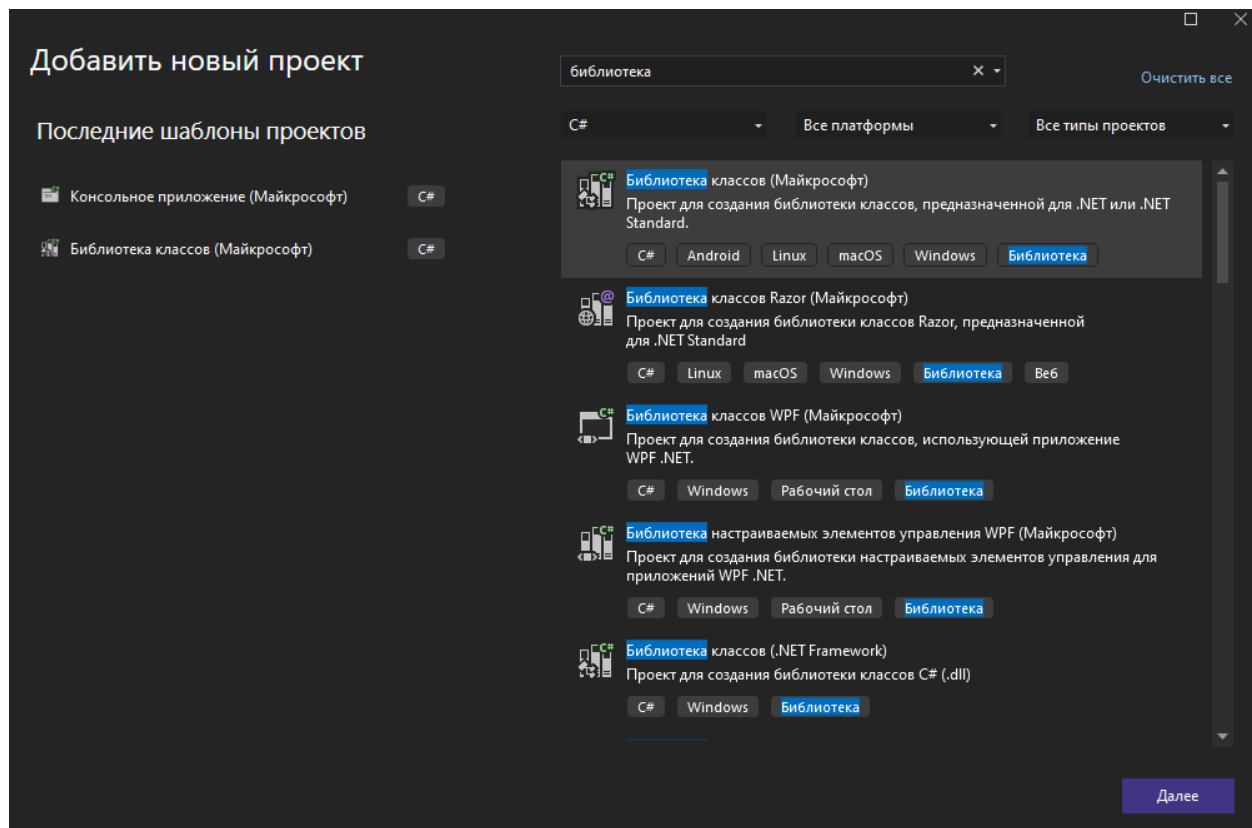 Добавить новый проект
библиотека
Очистить все
Последние шаблоны проектов
C#
Все платформы
Все типы проектов
Консольное приложение (Майкрософт)
C#
Библиотека классов (Майкрософт)
C#
Библиотека классов (Майкрософт)
Проект для создания библиотеки классов, предназначенной для .NET или .NET
Standard.
C# Android Linux macOS Windows Библиотека
Библиотека классов Razor (Майкрософт)
Проект для создания библиотеки классов Razor, предназначенной
для .NET Standard
C# Linux macOS Windows Библиотека Веб
Библиотека классов WPF (Майкрософт)
Проект для создания библиотеки классов, использующей приложение
WPF .NET.
C# Windows Рабочий стол Библиотека
Библиотека настраиваемых элементов управления WPF (Майкрософт)
Проект для создания библиотеки настраиваемых элементов управления для
приложений WPF .NET.
C# Windows Рабочий стол Библиотека
Библиотека классов (.NET Framework)
Проект для создания библиотеки классов C# (.dll)
C# Windows Библиотека
Далее